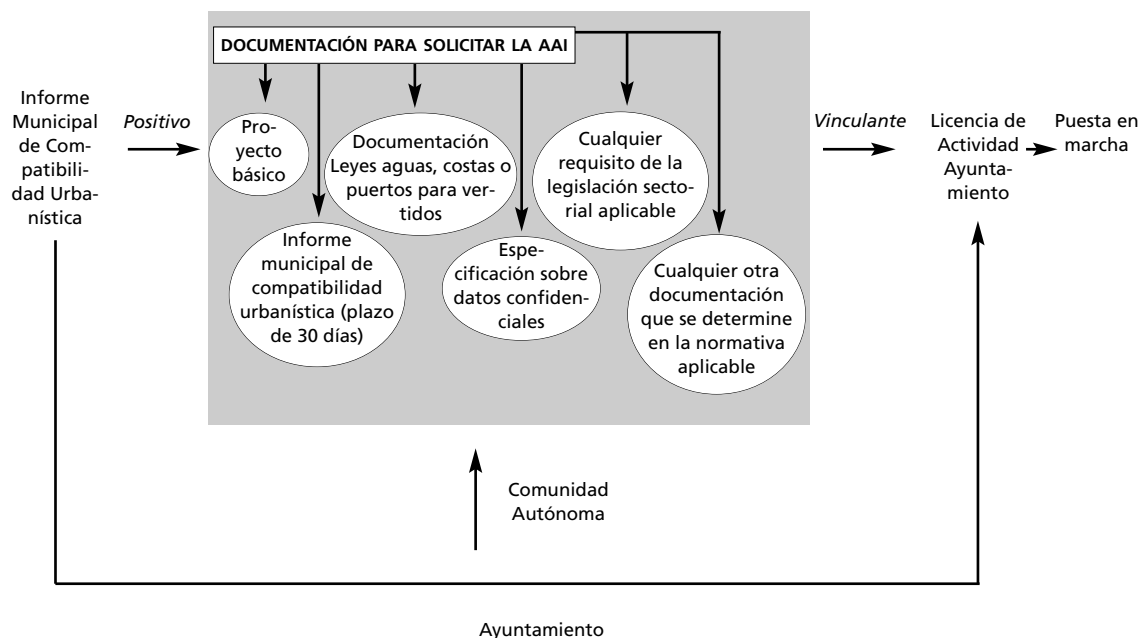 DOCUMENTACIÓN PARA SOLICITAR LA AAI
Informe
Municipal
de Com-
patibili-
dad Urba-
nística
Positivo
Pro-
yecto
básico
Documentación
Leyes aguas, costas o
puertos para ver-
tidos
Cualquier
requisito de la
legislación secto-
rial aplicable
Vinculante
Licencia de
Actividad
Ayunta-
miento
Puesta en
marcha
Informe
municipal de
compatibilidad
urbanística (plazo
de 30 días)
Espe-
cificación sobre
datos confiden-
ciales
Cualquier otra
documentación
que se determine
en la normativa
aplicable
Comunidad
Autónoma
Ayuntamiento